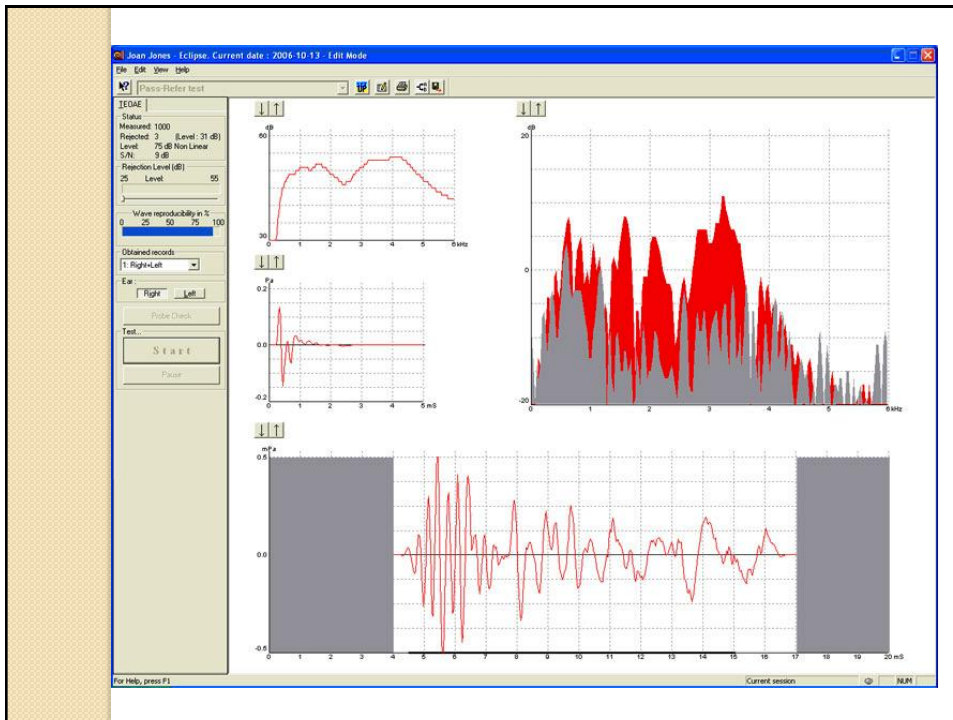 Joan Jones - Eclipse. Current date : 2006-10-13 - Edit Mode
File Edit View Help
Pass-Refer test
TEOAE
Status
Measured: 1000
Rejected: 3 (Level : 31 dB)
Level: 75 dB Non Linear
S/N: 9 dB
Rejection Level (dB)
25 Level: 55
Wave reproducibility in %
0 25 50 75 100
Obtained records
1: Right+Left
Ear :
Right Left
Probe Check
Test...
Start
Pause
dB
60
30
0 1 2 3 4 5 6 kHz
Pa
0.2
0.0
-0.2
0 1 2 3 4 5 mS
dB
20
0
-20
0 1 2 3 4 5 6 kHz
mPa
0.5
0.0
-0.5
0 1 2 3 4 5 6 7 8 9 10 11 12 13 14 15 16 17 18 19 20 mS
For Help, press F1
Current session
NUM